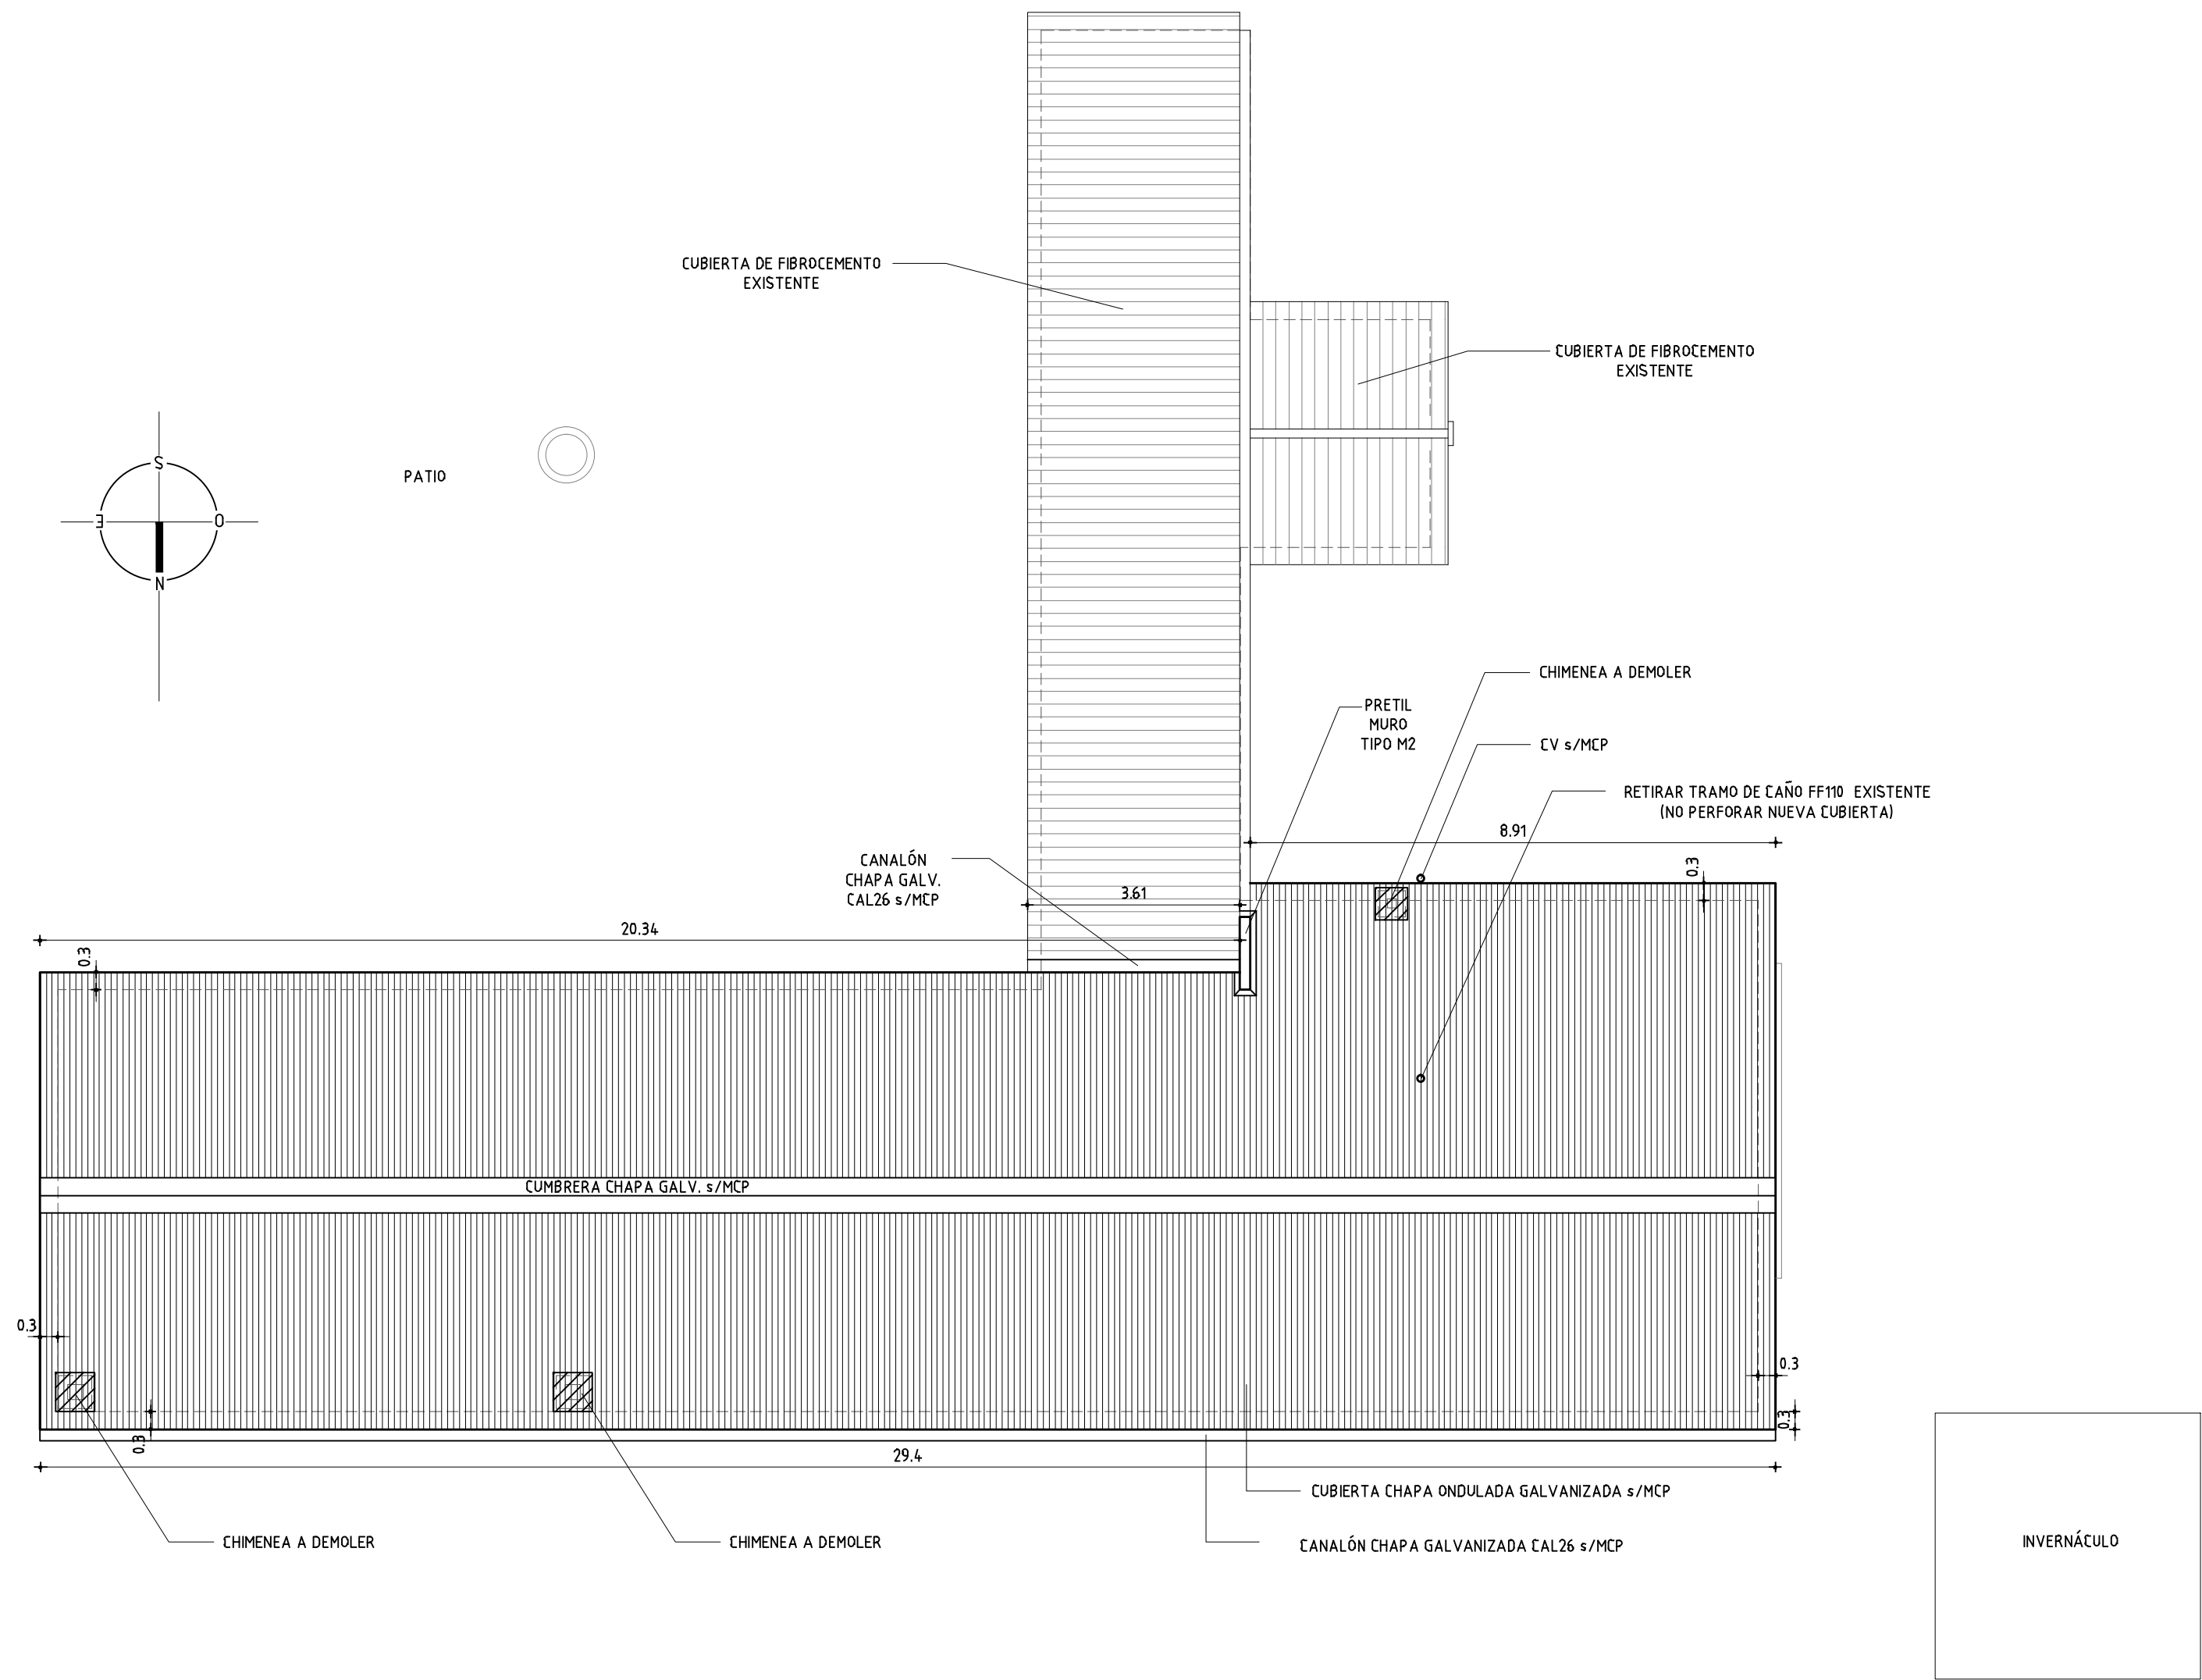 CUBIERTA DE FIBROCEMENTO
EXISTENTE
CUBIERTA DE FIBROCEMENTO
EXISTENTE
S
E
O
N
PATIO
CHIMENEA A DEMOLER
PRETIL
MURO
TIPO M2
CV s/MCP
RETIRAR TRAMO DE CAÑO FF110 EXISTENTE
(NO PERFORAR NUEVA CUBIERTA)
8.91
0.3
CANALÓN
CHAPA GALV.
CAL26 s/MCP
3.61
20.34
0.3
CUMBRERA CHAPA GALV. s/MCP
0.3
0.3
0.3
0.3
29.4
CUBIERTA CHAPA ONDULADA GALVANIZADA s/MCP
CHIMENEA A DEMOLER
CHIMENEA A DEMOLER
CANALÓN CHAPA GALVANIZADA CAL26 s/MCP
INVERNÁCULO